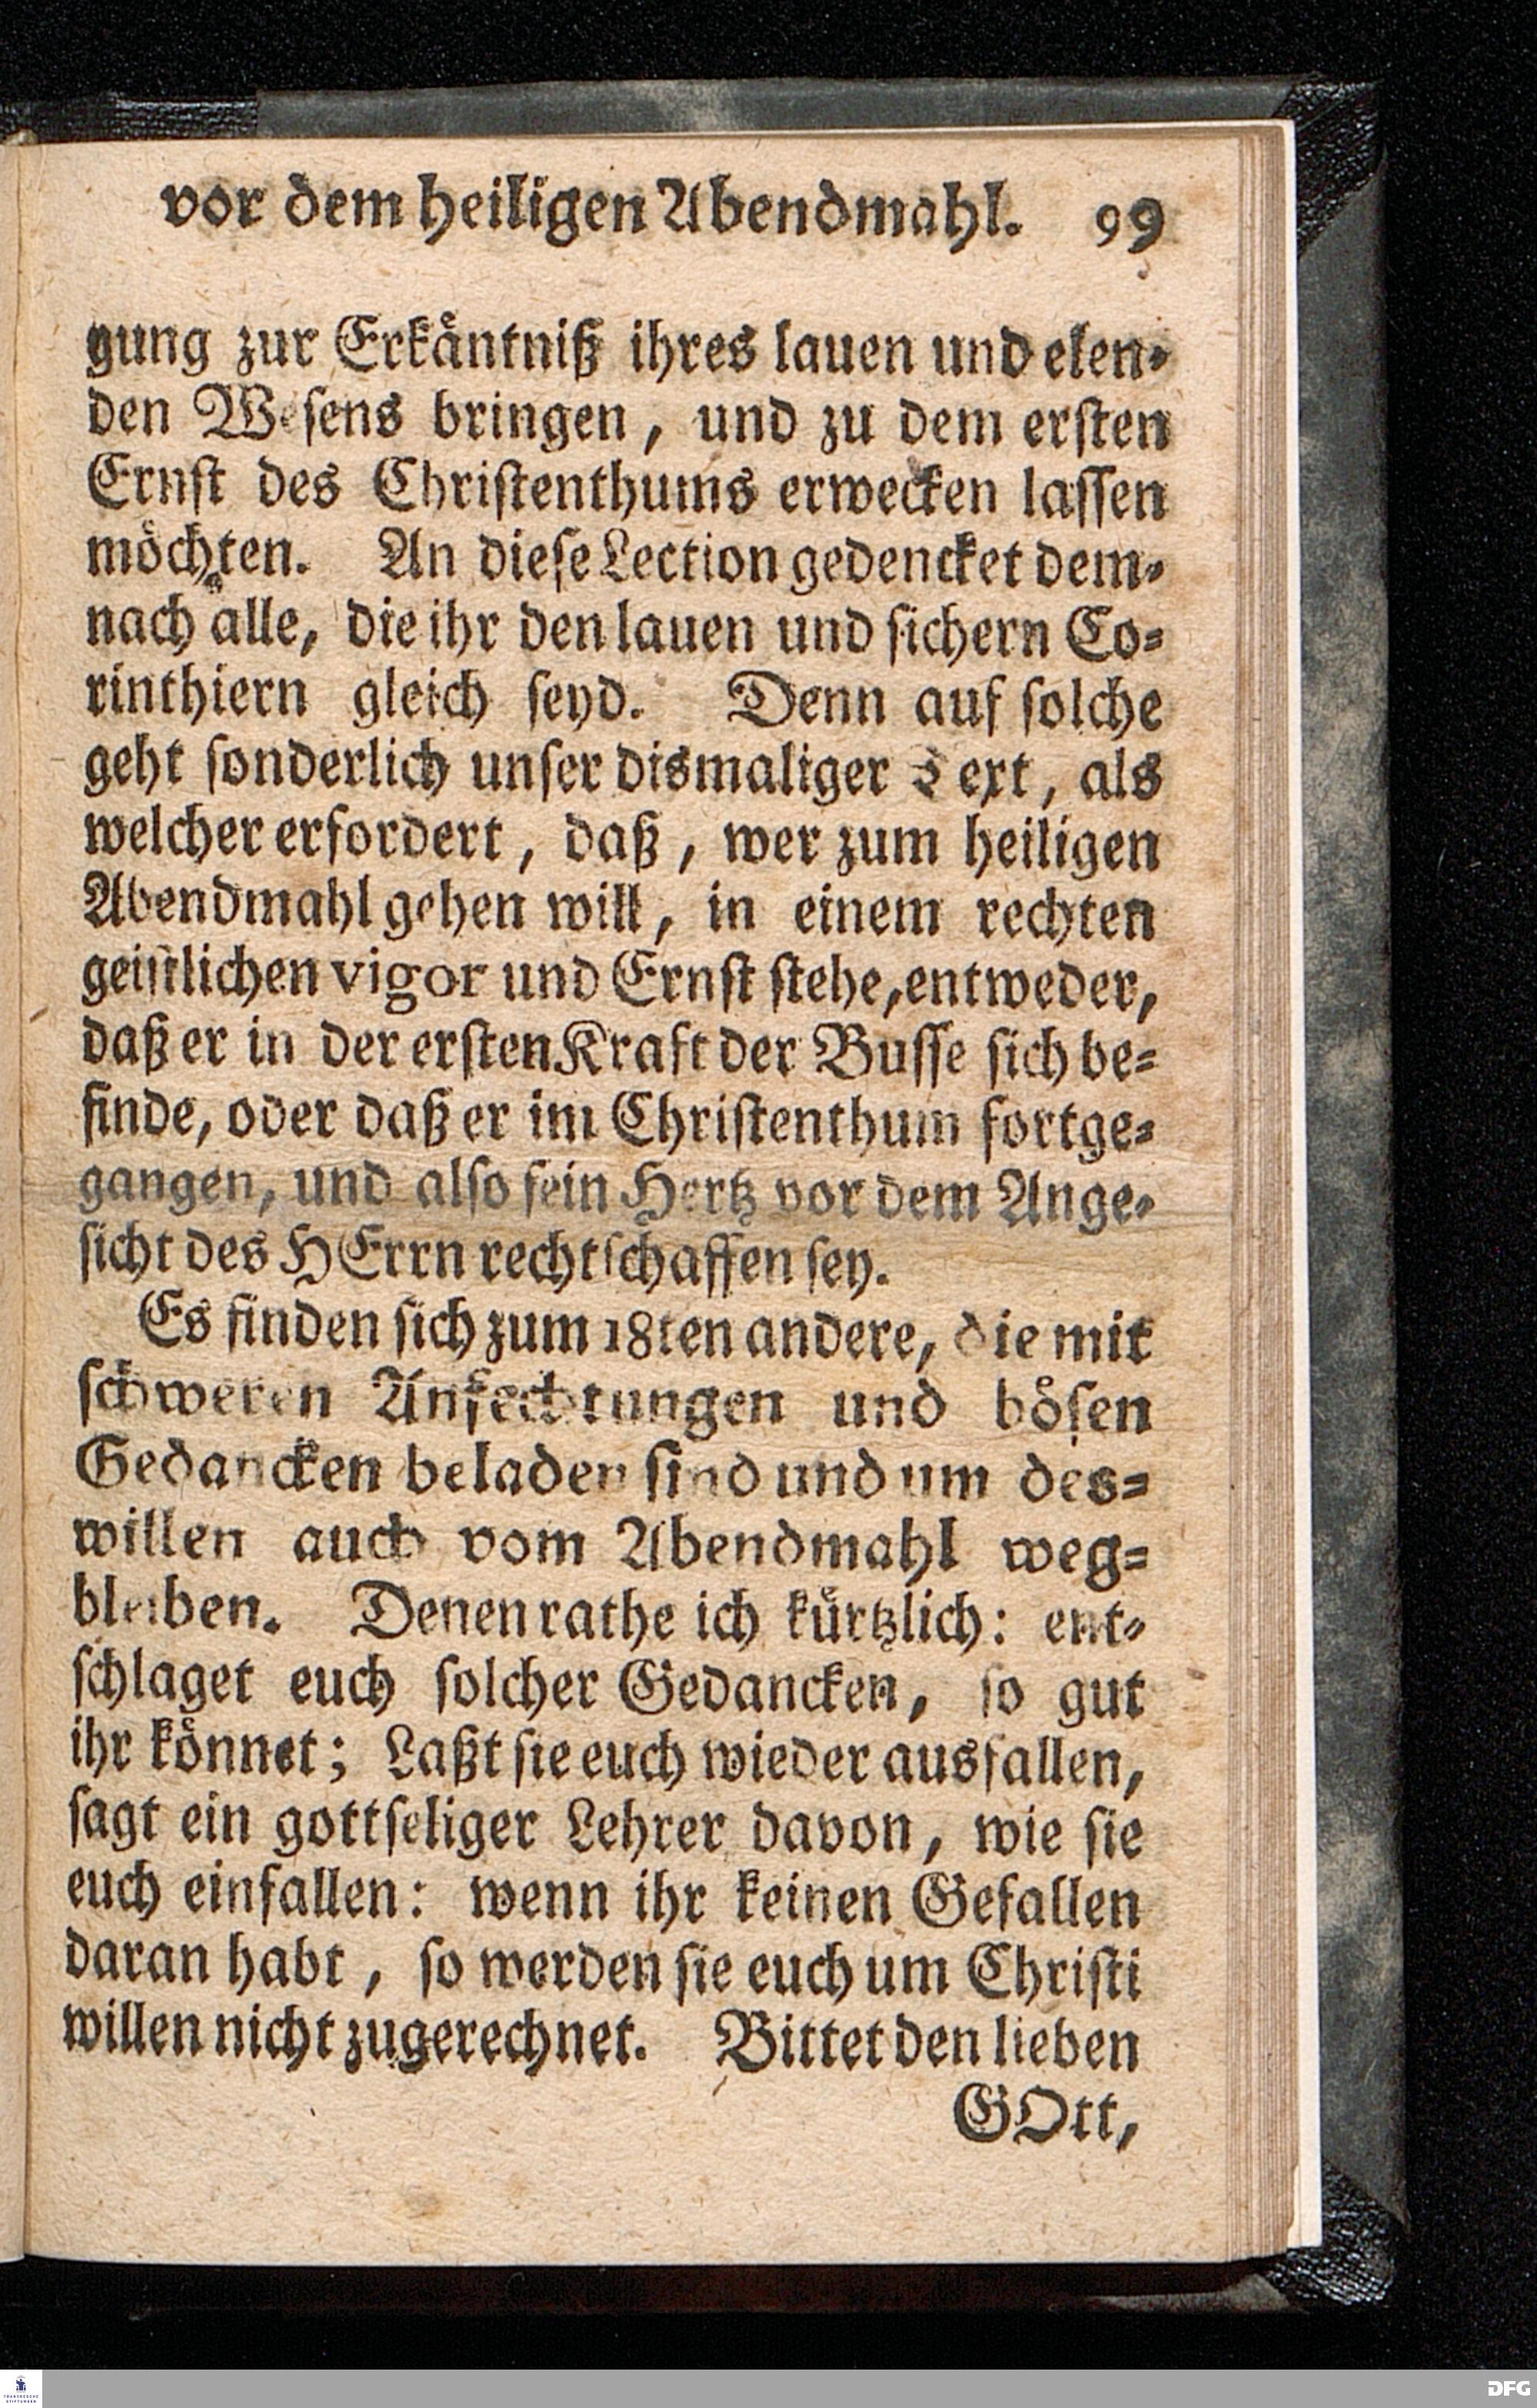 vor dem heiligen Abendmahl. 99
gung zur Erkäntniß ihres lauen und elen-
den Wesens bringen, und zu dem ersten
Ernst des Christenthums erwecken lassen
möchten. An diese Lection gedencket dem-
nach alle, die ihr den lauen und sichern Co-
rinthiern gleich seyd. Denn auf solche
geht sonderlich unser dismaliger Text, als
welcher erfordert, daß, wer zum heiligen
Abendmahl gehen will, in einem rechten
geistlichen vigor und Ernst stehe, entweder,
daß er in der ersten Kraft der Busse sich be-
finde, oder daß er im Christenthum fortge-
gangen, und also sein Hertz vor dem Ange-
sicht des HErrn rechtschaffen sey.
Es finden sich zum 18ten andere, die mit
schweren Anfechtungen und bösen
Gedancken beladen sind und um des-
willen auch vom Abendmahl weg-
bleiben. Denen rathe ich kürtzlich: ent-
schlaget euch solcher Gedancken, so gut
ihr könnet; Laßt sie euch wieder ausfallen,
sagt ein gottseliger Lehrer davon, wie sie
euch einfallen: wenn ihr keinen Gefallen
daran habt, so werden sie euch um Christi
willen nicht zugerechnet. Bittet den lieben
GOtt,
FRANCKESCHE
STIFTUNGEN
DFG